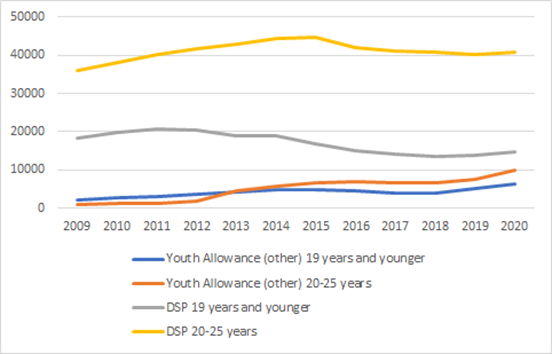 50000
40000
30000
20000
10000
0
2009 2010 2011 2012 2013 2014 2015 2016 2017 2018 2019 2020
Youth Allowance (other) 19 years and younger
Youth Allowance (other) 20-25 years
DSP 19 years and younger
DSP 20-25 years